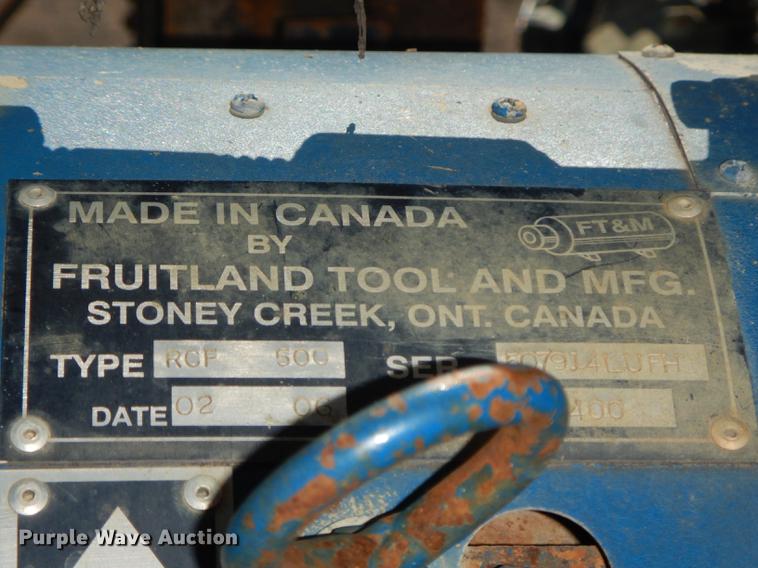 MADE IN CANADA
FT&M
BY
FRUITLAND TOOL AND MFG.
STONEY CREEK, ONT. CANADA
TYPE RCF 500 SER
DATE 02 06 400
Purple Wave Auction